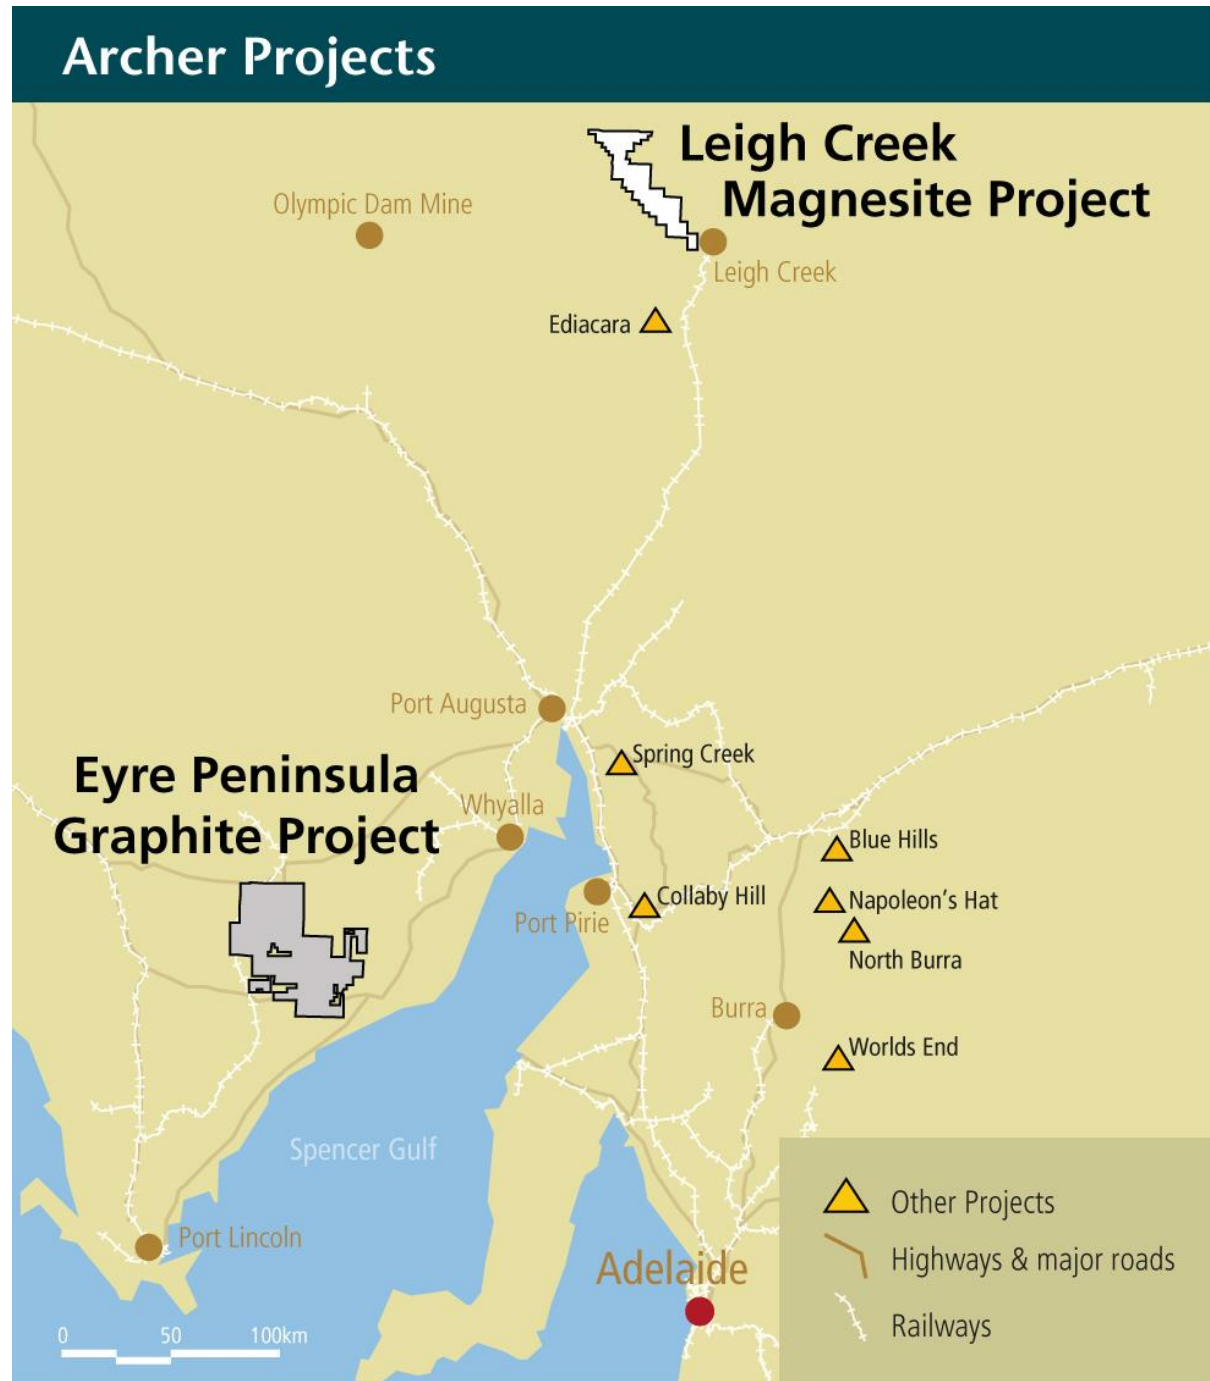 Archer Projects
Leigh Creek
Magnesite Project
Olympic Dam Mine
Leigh Creek
Ediacara
Port Augusta
Spring Creek
Eyre Peninsula
Graphite Project
Whyalla
Blue Hills
Collaby Hill
Napoleon's Hat
Port Pirie
North Burra
Burra
Worlds End
Spencer Gulf
Port Lincoln
Adelaide
Other Projects
Highways & major roads
Railways
0 50 100km